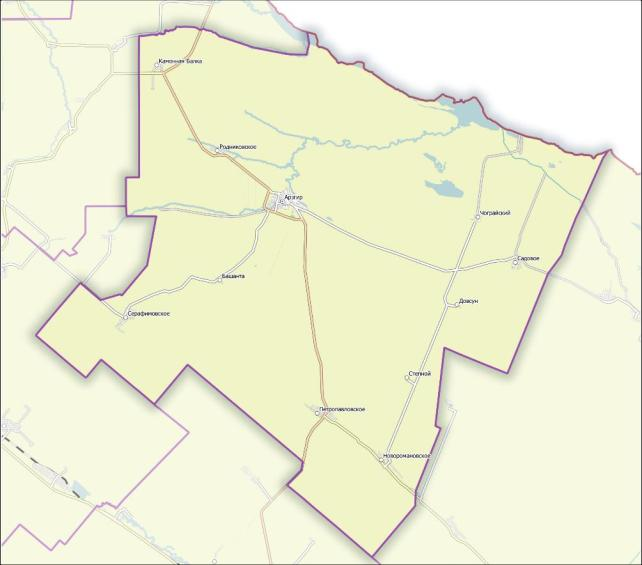 Каменная Балка
Родниковское
Арзгир
Чограйский
Садовое
Башанта
Довсун
Серафимовское
Степной
Петропавловское
Новоромановское